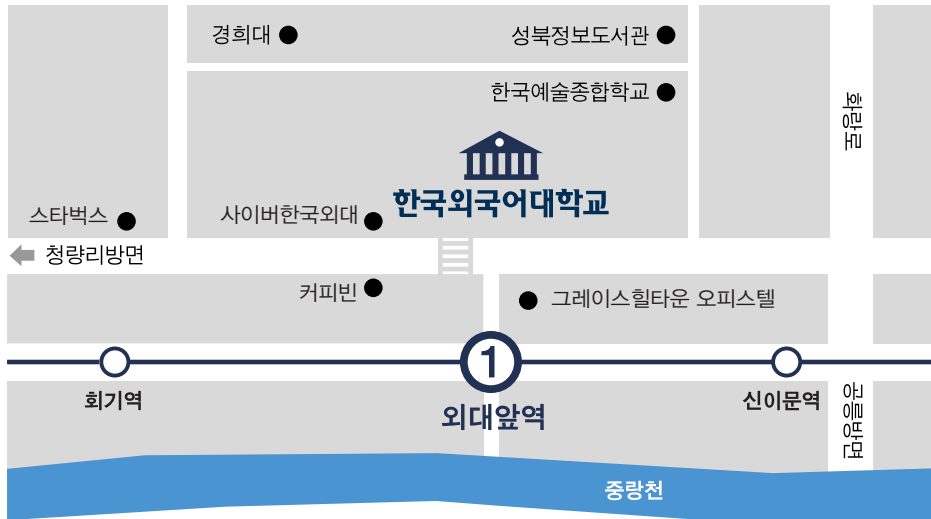 경희대
성북정보도서관
한국예술종합학교
화랑로
한국외국어대학교
스타벅스
사이버한국외대
청량리방면
커피빈
그레이스힐타운 오피스텔
1
회기역
외대앞역
신이문역
공릉방면
중랑천